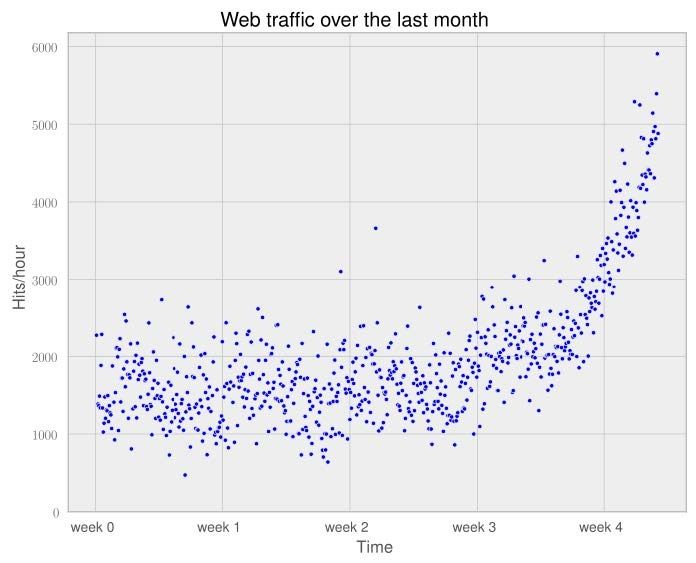 Web traffic over the last month
6000
5000
4000
3000
2000
1000
0
Hits/hour
week 0 week 1 week 2 week 3 week 4
Time